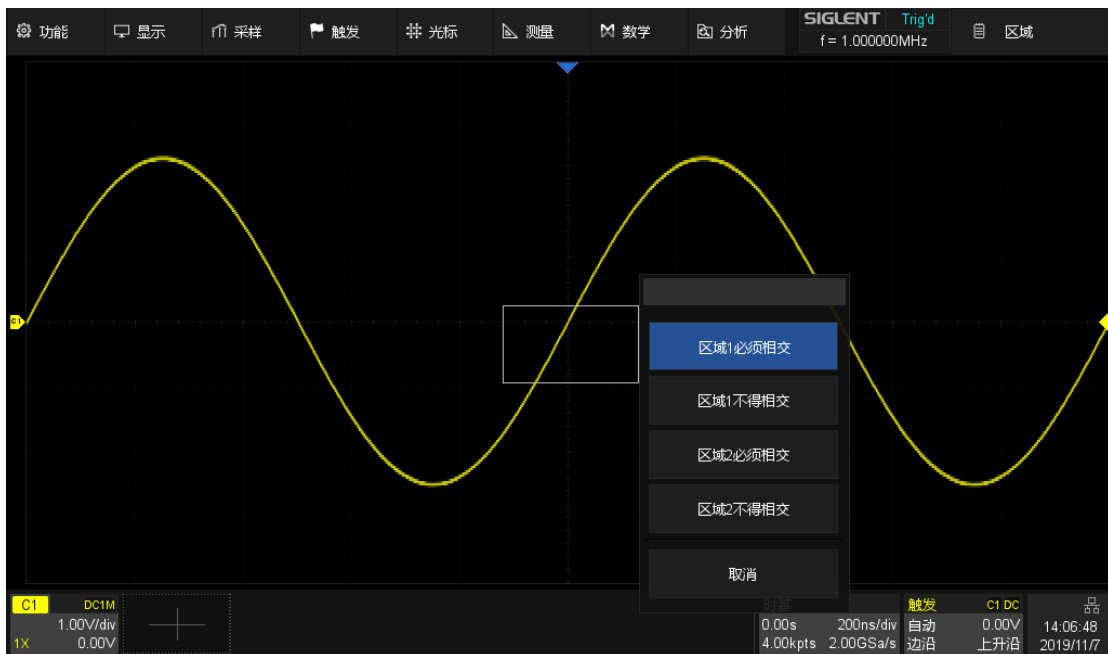 功能 显示 采样 触发 光标 测量 数学 分析 SIGLENT Trig'd 区域
f = 1.000000MHz
C1
区域1必须相交
区域1不得相交
区域2必须相交
区域2不得相交
取消
C1 DC1M 时基 触发 C1 DC
1.00V/div 0.00s 200ns/div 自动 0.00V 14:06:48
1X 0.00V 4.00kpts 2.00GSa/s 边沿 上升沿 2019/11/7